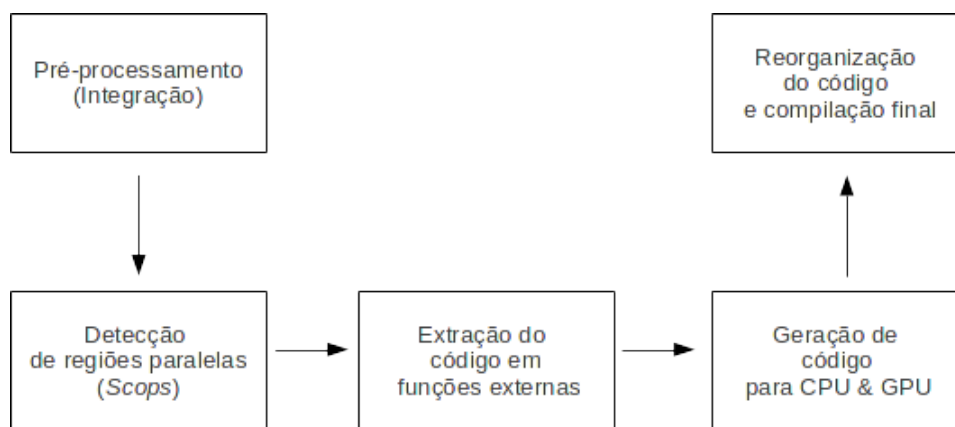 Pré-processamento
(Integração)
Detecção
de regiões paralelas
(Scops)
Extração do
código em
funções externas
Geração de
código
para CPU & GPU
Reorganização
do código
e compilação final